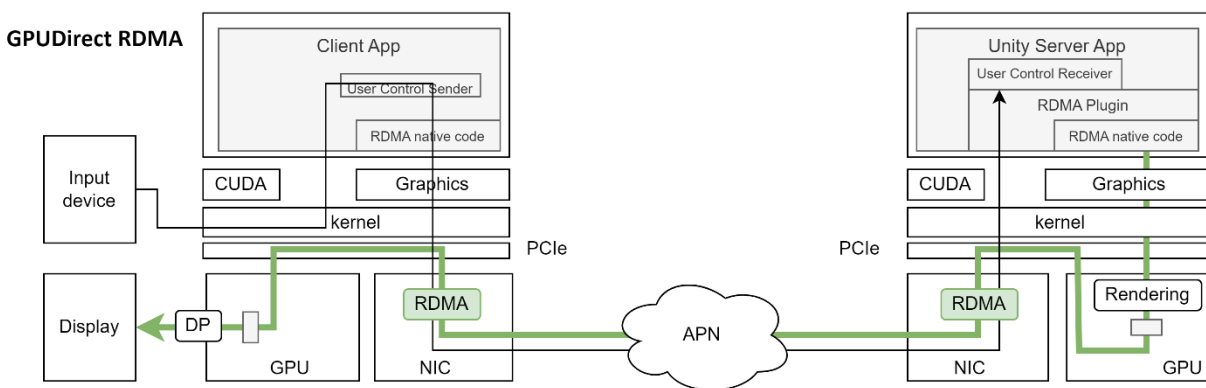 GPUDirect RDMA
Client App
User Control Sender
RDMA native code
Input
device
CUDA
Graphics
kernel
PCIe
Display
DP
GPU
RDMA
NIC
APN
Unity Server App
User Control Receiver
RDMA Plugin
RDMA native code
CUDA
Graphics
kernel
PCIe
RDMA
NIC
Rendering
GPU